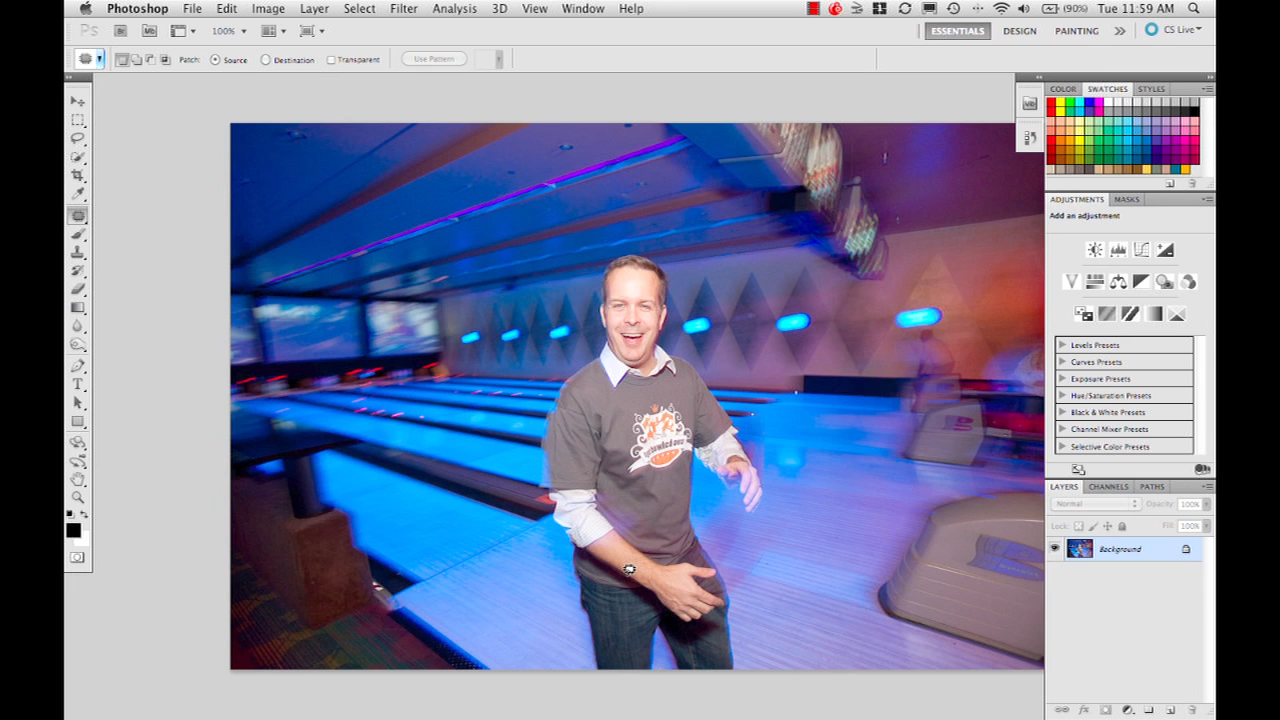 Photoshop File Edit Image Layer Select Filter Analysis 3D View Window Help (90%) Tue 11:59 AM
Ps Br Mb 100% ESSENTIALS DESIGN PAINTING CS Live
Patch: Source Destination Transparent Use Pattern
COLOR SWATCHES STYLES
ADJUSTMENTS MASKS
Add an adjustment
Levels Presets
Curves Presets
Exposure Presets
Hue/Saturation Presets
Black & White Presets
Channel Mixer Presets
Selective Color Presets
LAYERS CHANNELS PATHS
Normal Opacity: 100%
Lock: Fill: 100%
Background